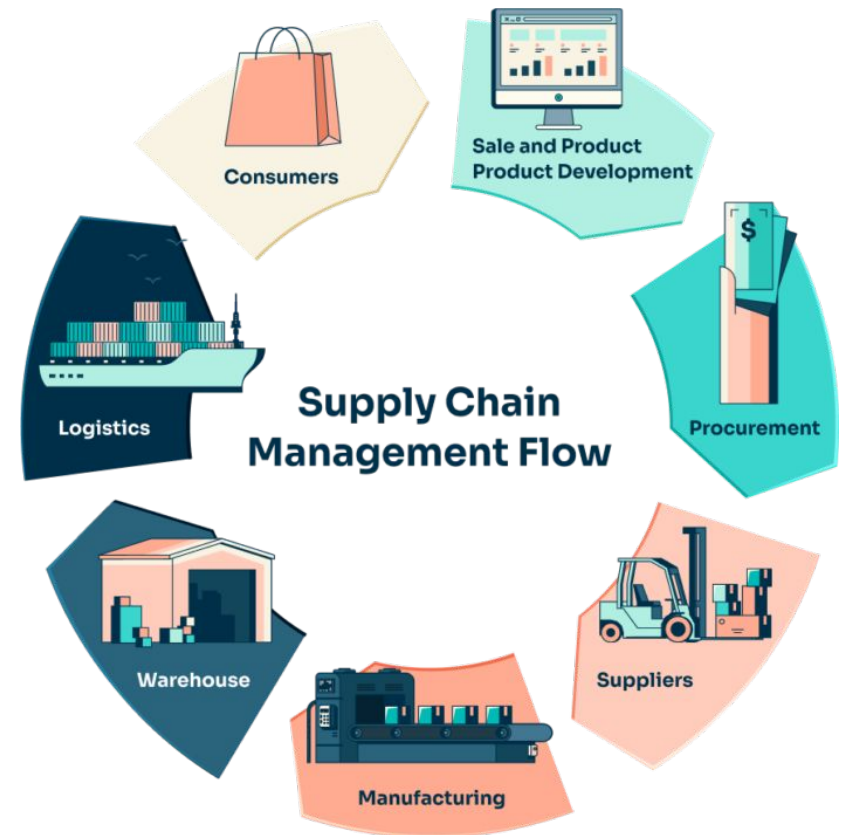 Consumers
Sale and Product
Product Development
$
Procurement
Logistics
Supply Chain
Management Flow
Suppliers
Warehouse
Manufacturing